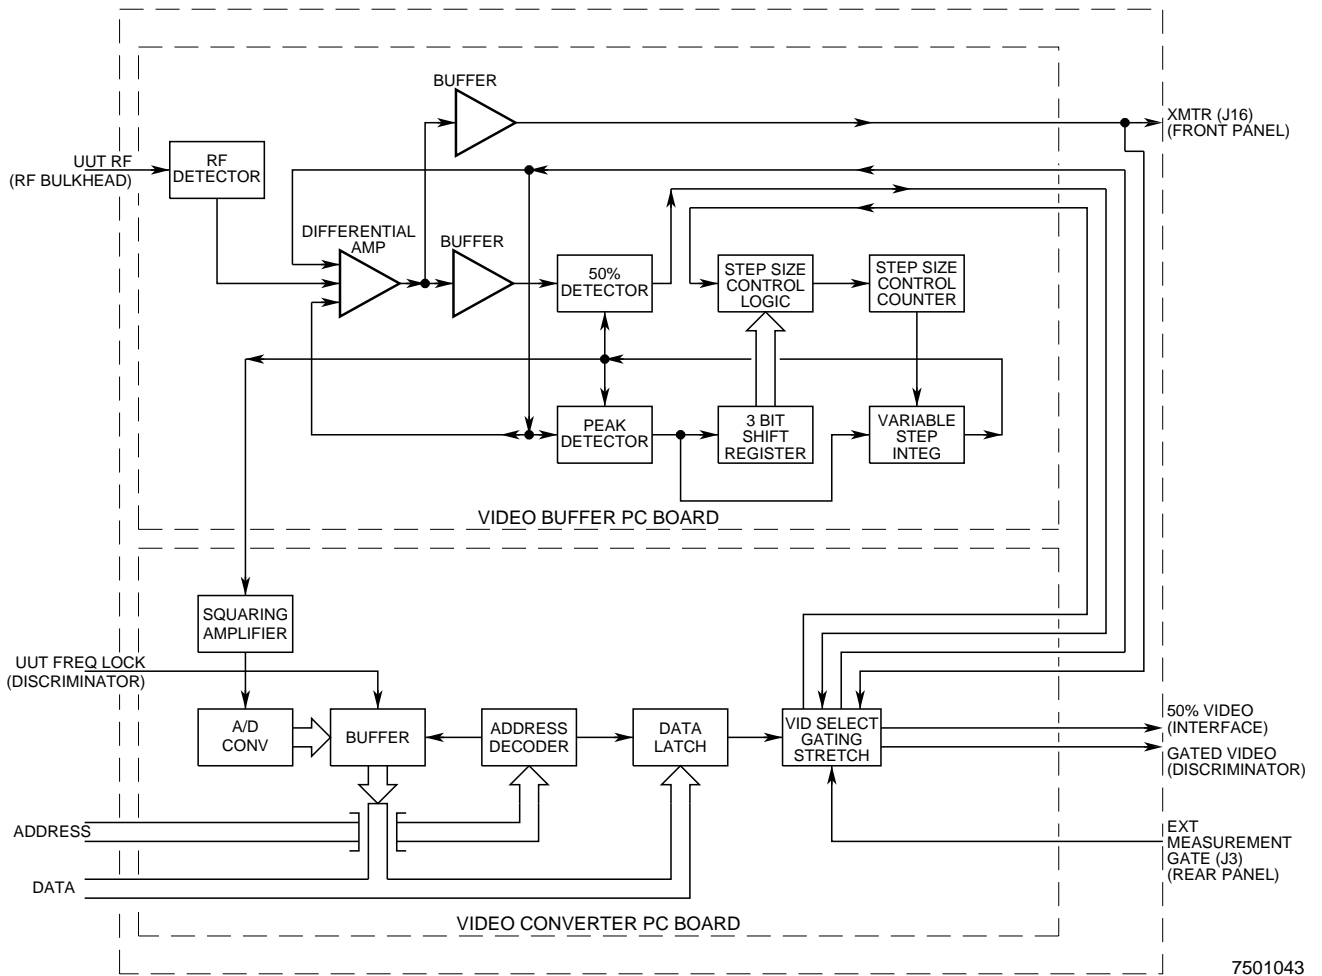 BUFFER
XMTR (J16)
(FRONT PANEL)
UUT RF
(RF BULKHEAD)
RF
DETECTOR
DIFFERENTIAL
AMP
BUFFER
50%
DETECTOR
STEP SIZE
CONTROL
LOGIC
STEP SIZE
CONTROL
COUNTER
PEAK
DETECTOR
3 BIT
SHIFT
REGISTER
VARIABLE
STEP
INTEG
VIDEO BUFFER PC BOARD
SQUARING
AMPLIFIER
UUT FREQ LOCK
(DISCRIMINATOR)
A/D
CONV
BUFFER
ADDRESS
DECODER
DATA
LATCH
VID SELECT
GATING
STRETCH
50% VIDEO
(INTERFACE)
GATED VIDEO
(DISCRIMINATOR)
ADDRESS
DATA
EXT
MEASUREMENT
GATE (J3)
(REAR PANEL)
VIDEO CONVERTER PC BOARD
7501043